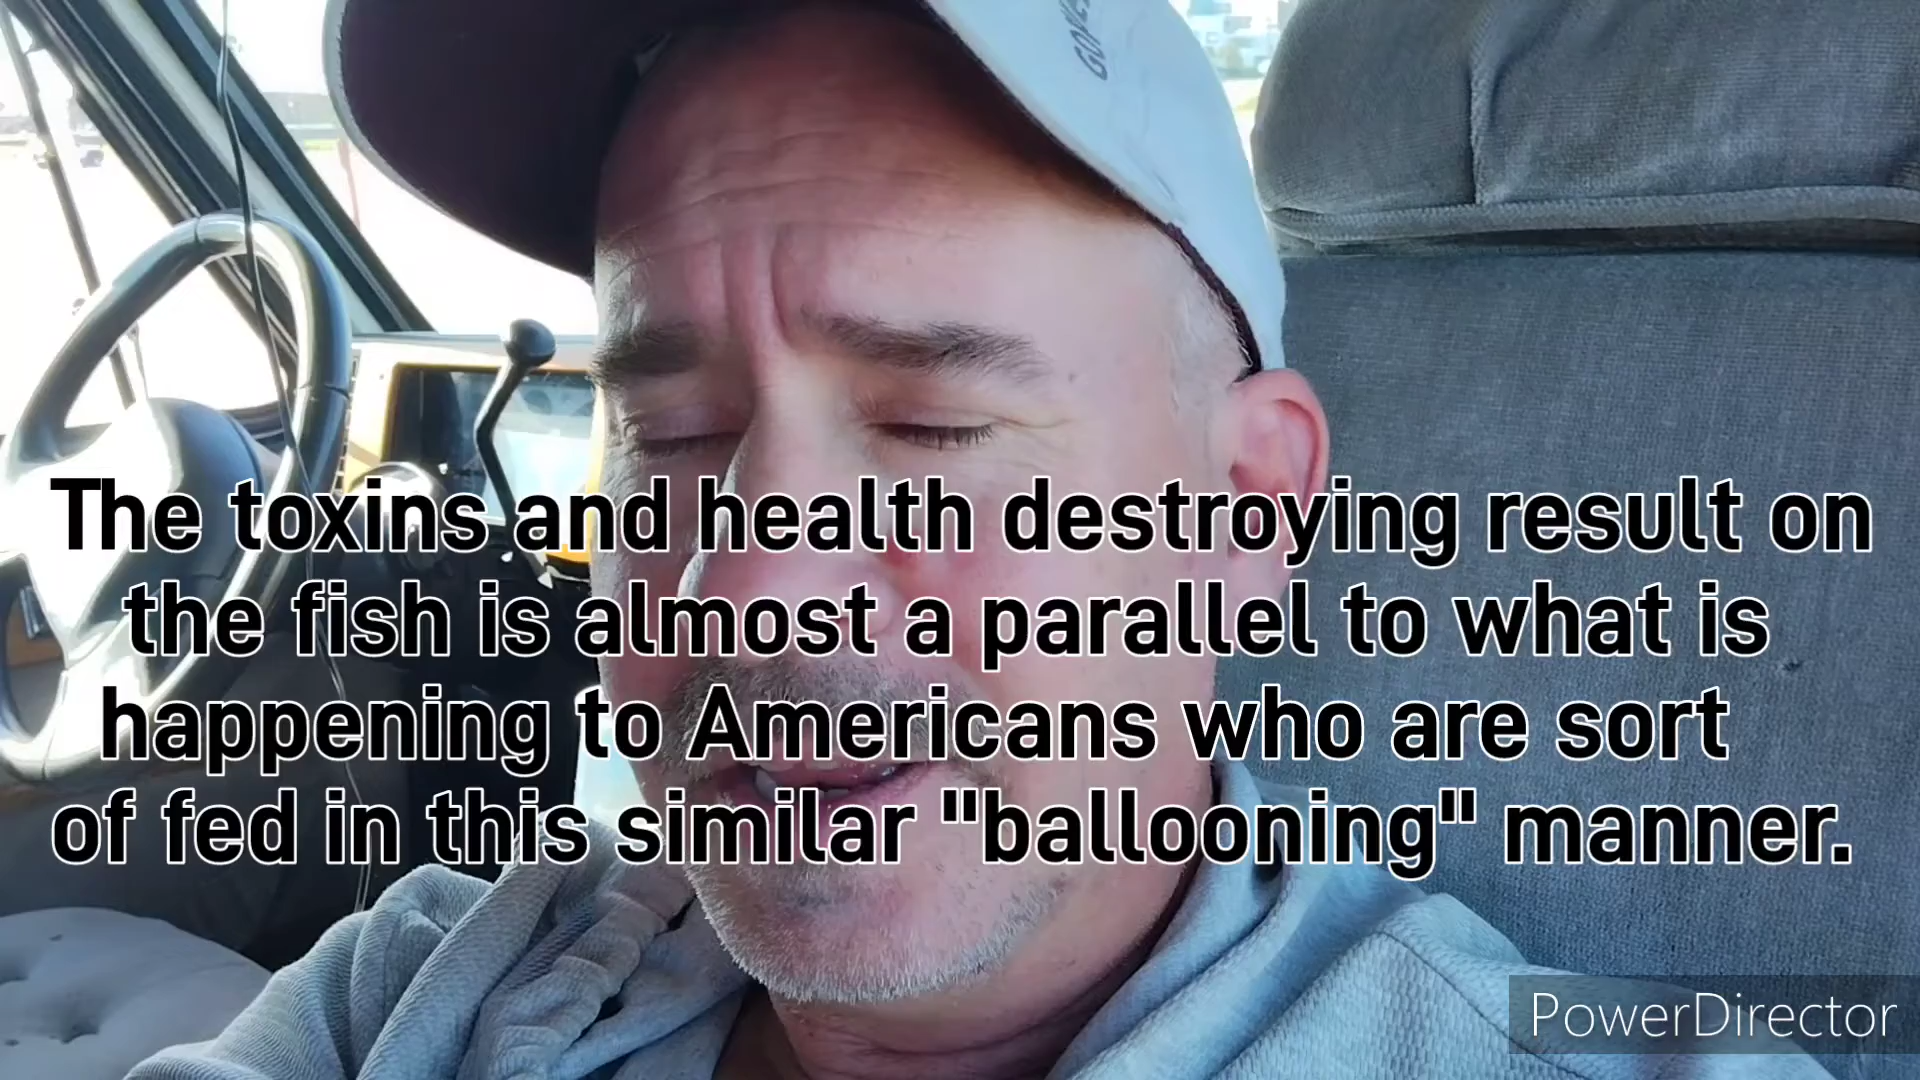 The toxins and health destroying result on
the fish is almost a parallel to what is
happening to Americans who are sort
of fed in this similar "ballooning" manner.
PowerDirector